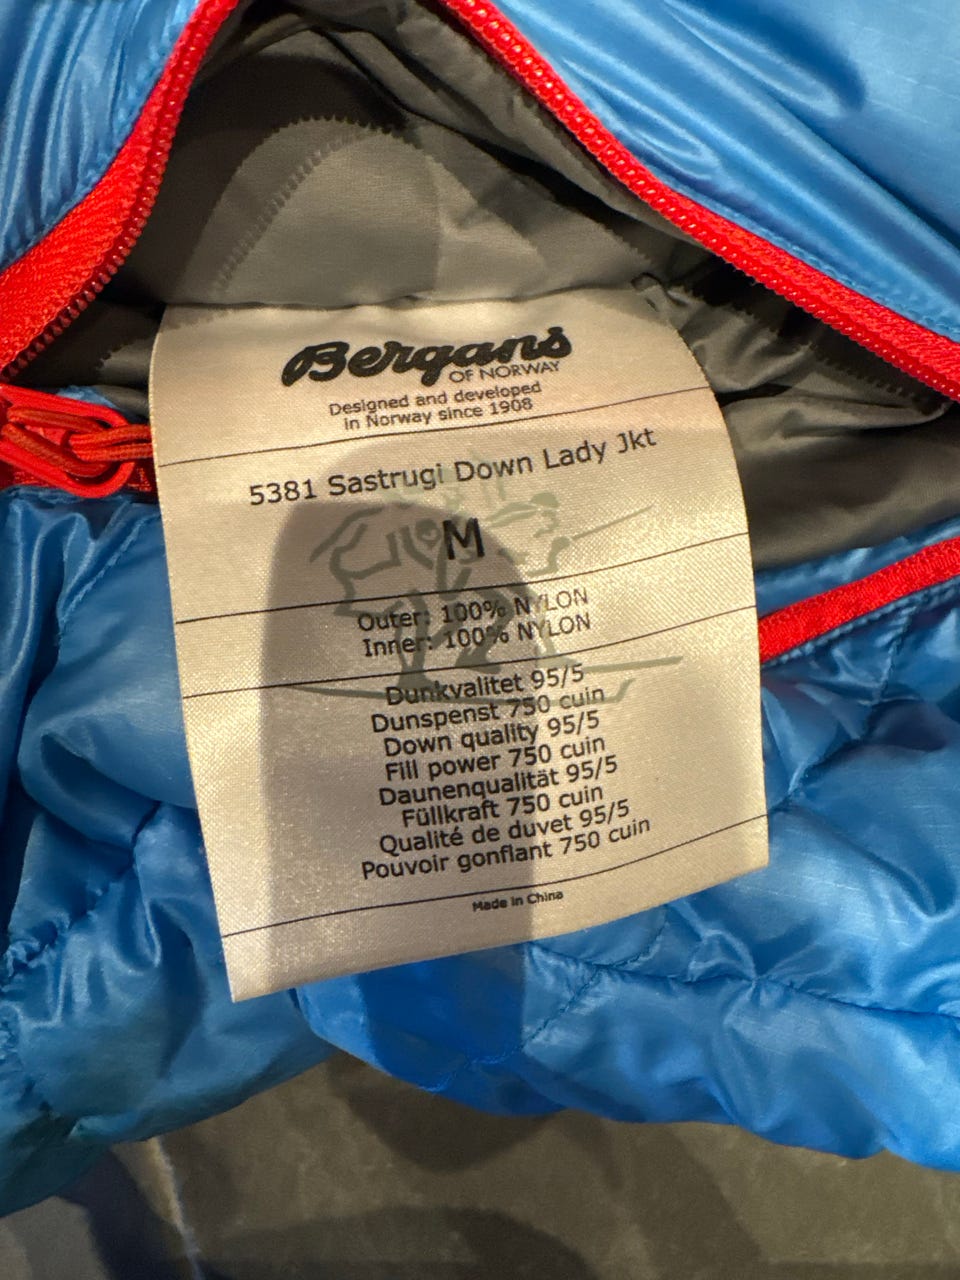 Bergans
OF NORWAY
Designed and developed
in Norway since 1908
5381 Sastrugi Down Lady Jkt
M
Outer: 100% NYLON
Inner: 100% NYLON
Dunkvalitet 95/5
Dunspenst 750 cuin
Down quality 95/5
Fill power 750 cuin
Daunenqualität 95/5
Füllkraft 750 cuin
Qualité de duvet 95/5
Pouvoir gonflant 750 cuin
Made in China